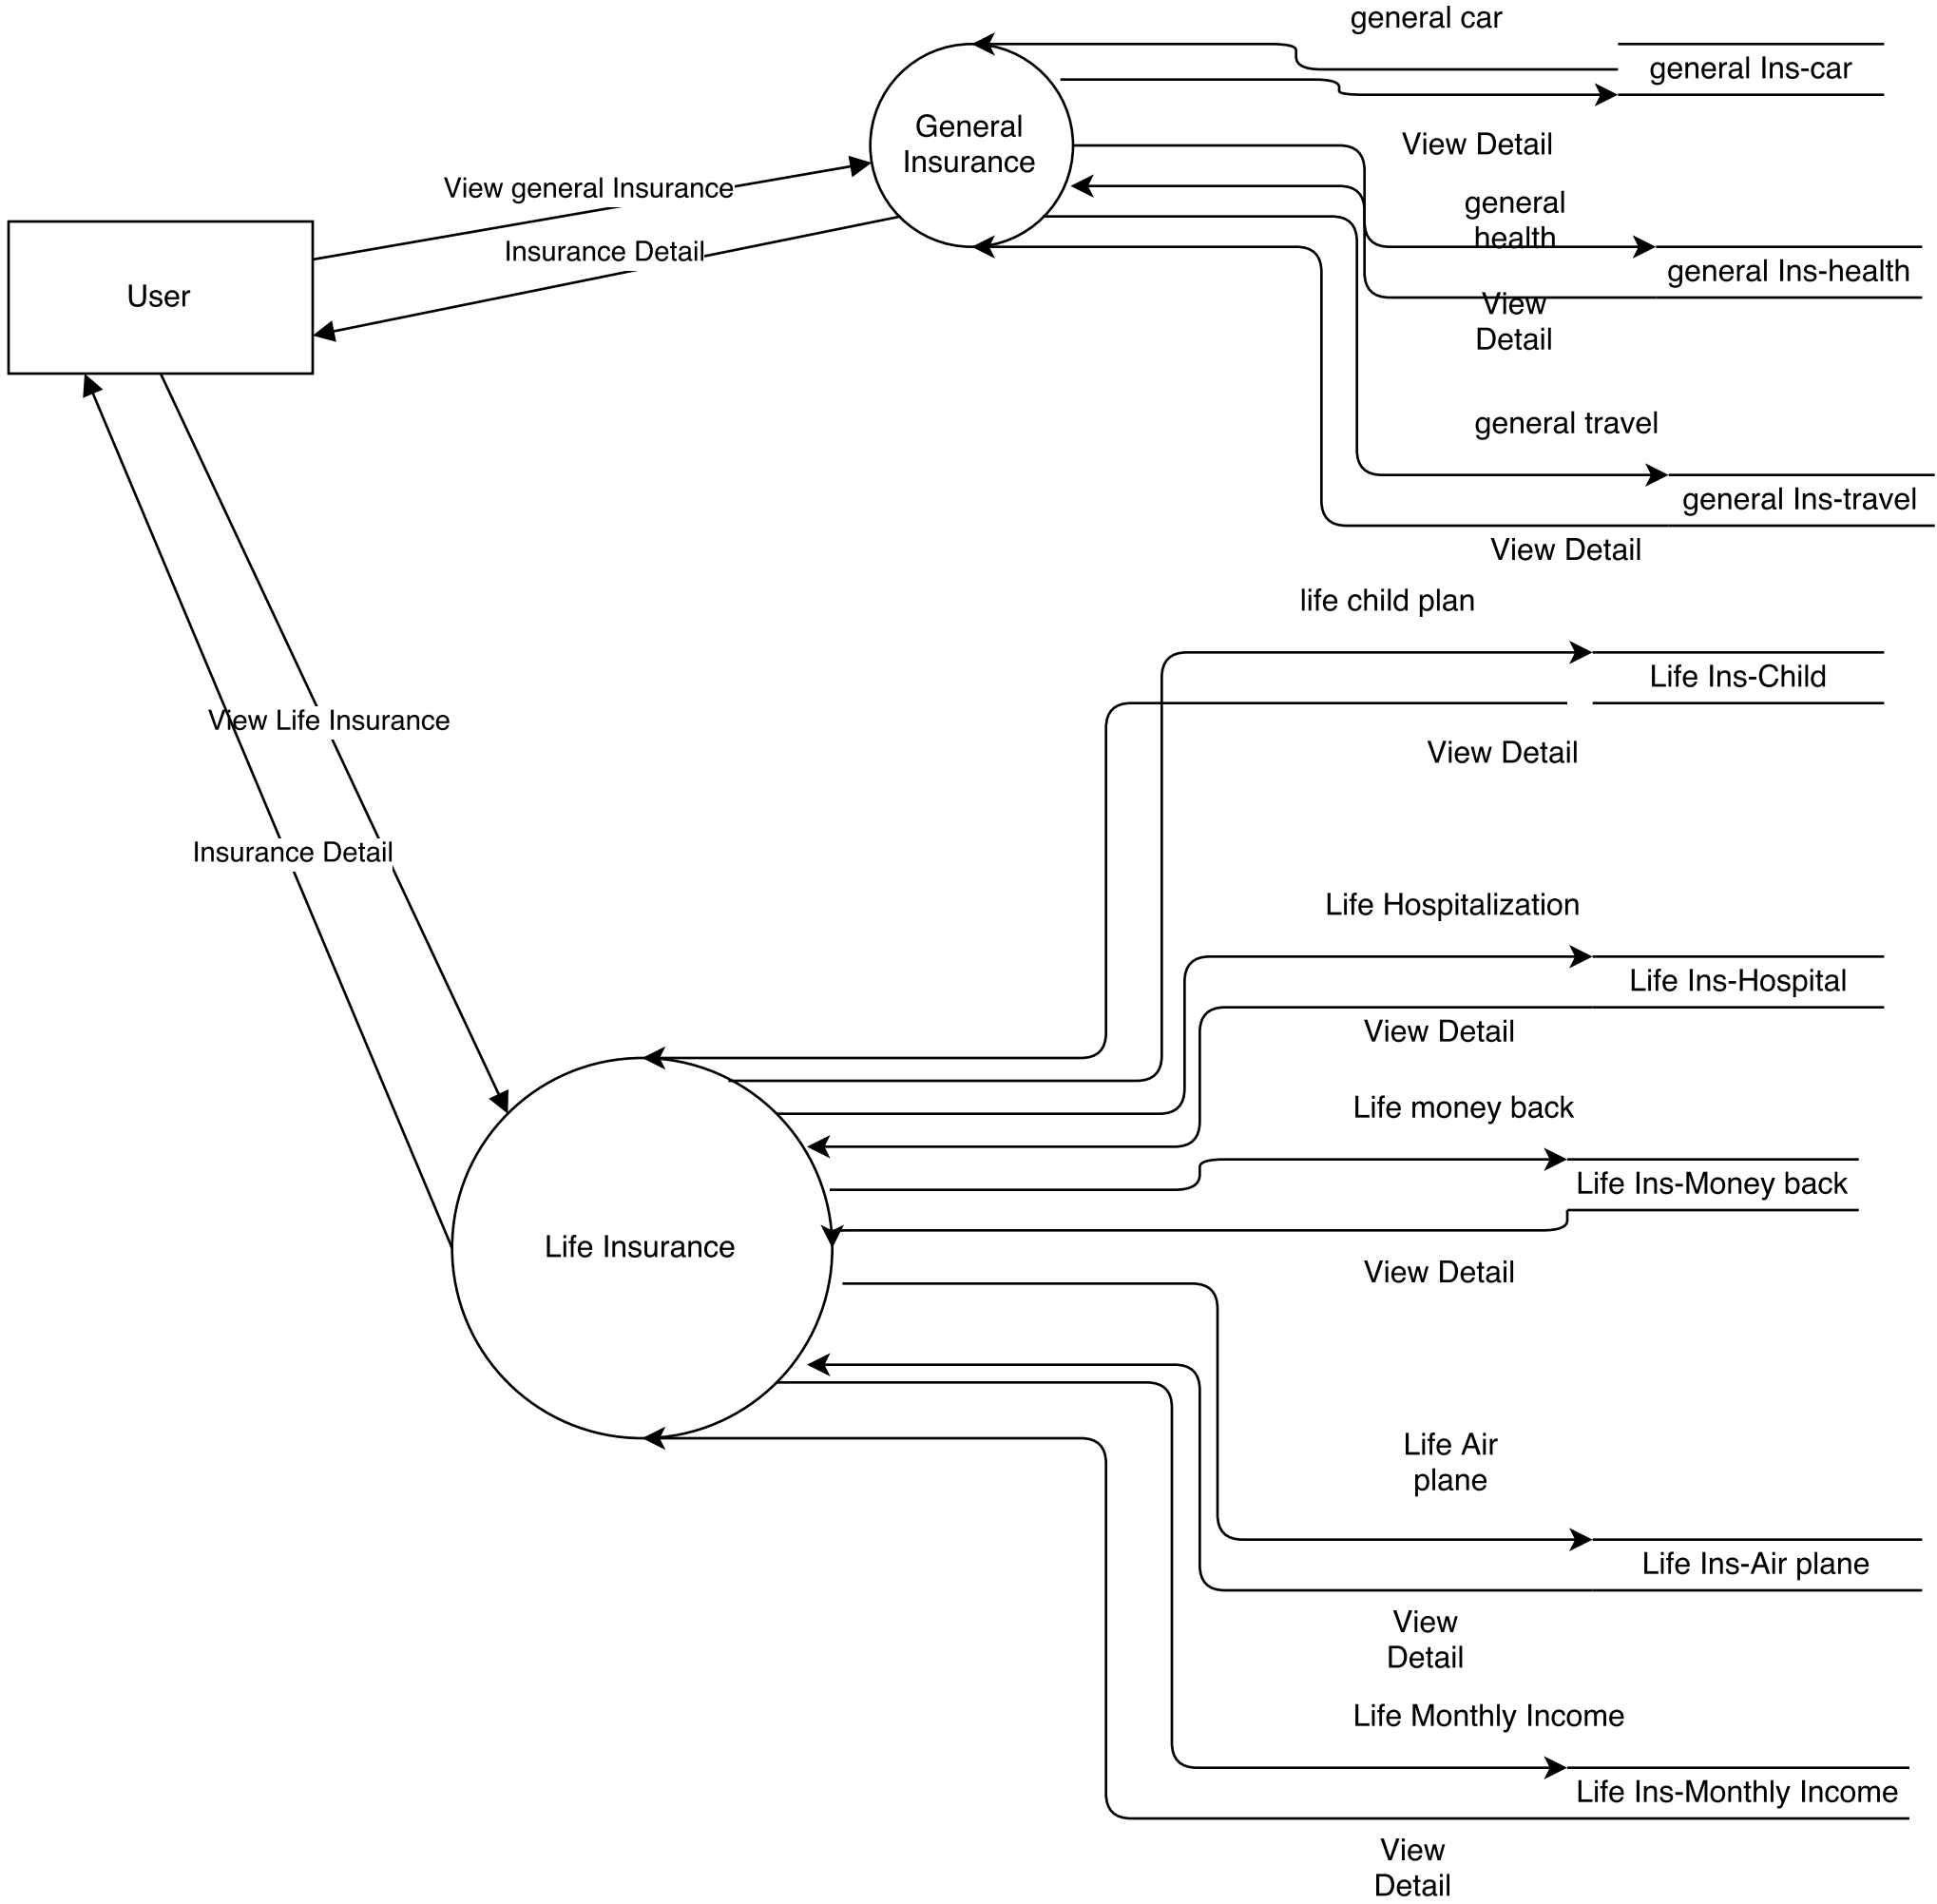 general car
general Ins-car
General
Insurance
View Detail
View general Insurance
general
health
Insurance Detail
general Ins-health
User
View
Detail
general travel
general Ins-travel
View Detail
life child plan
Life Ins-Child
View Life Insurance
View Detail
Insurance Detail
Life Hospitalization
Life Ins-Hospital
View Detail
Life money back
Life Ins-Money back
Life Insurance
View Detail
Life Air
plane
Life Ins-Air plane
View
Detail
Life Monthly Income
Life Ins-Monthly Income
View
Detail